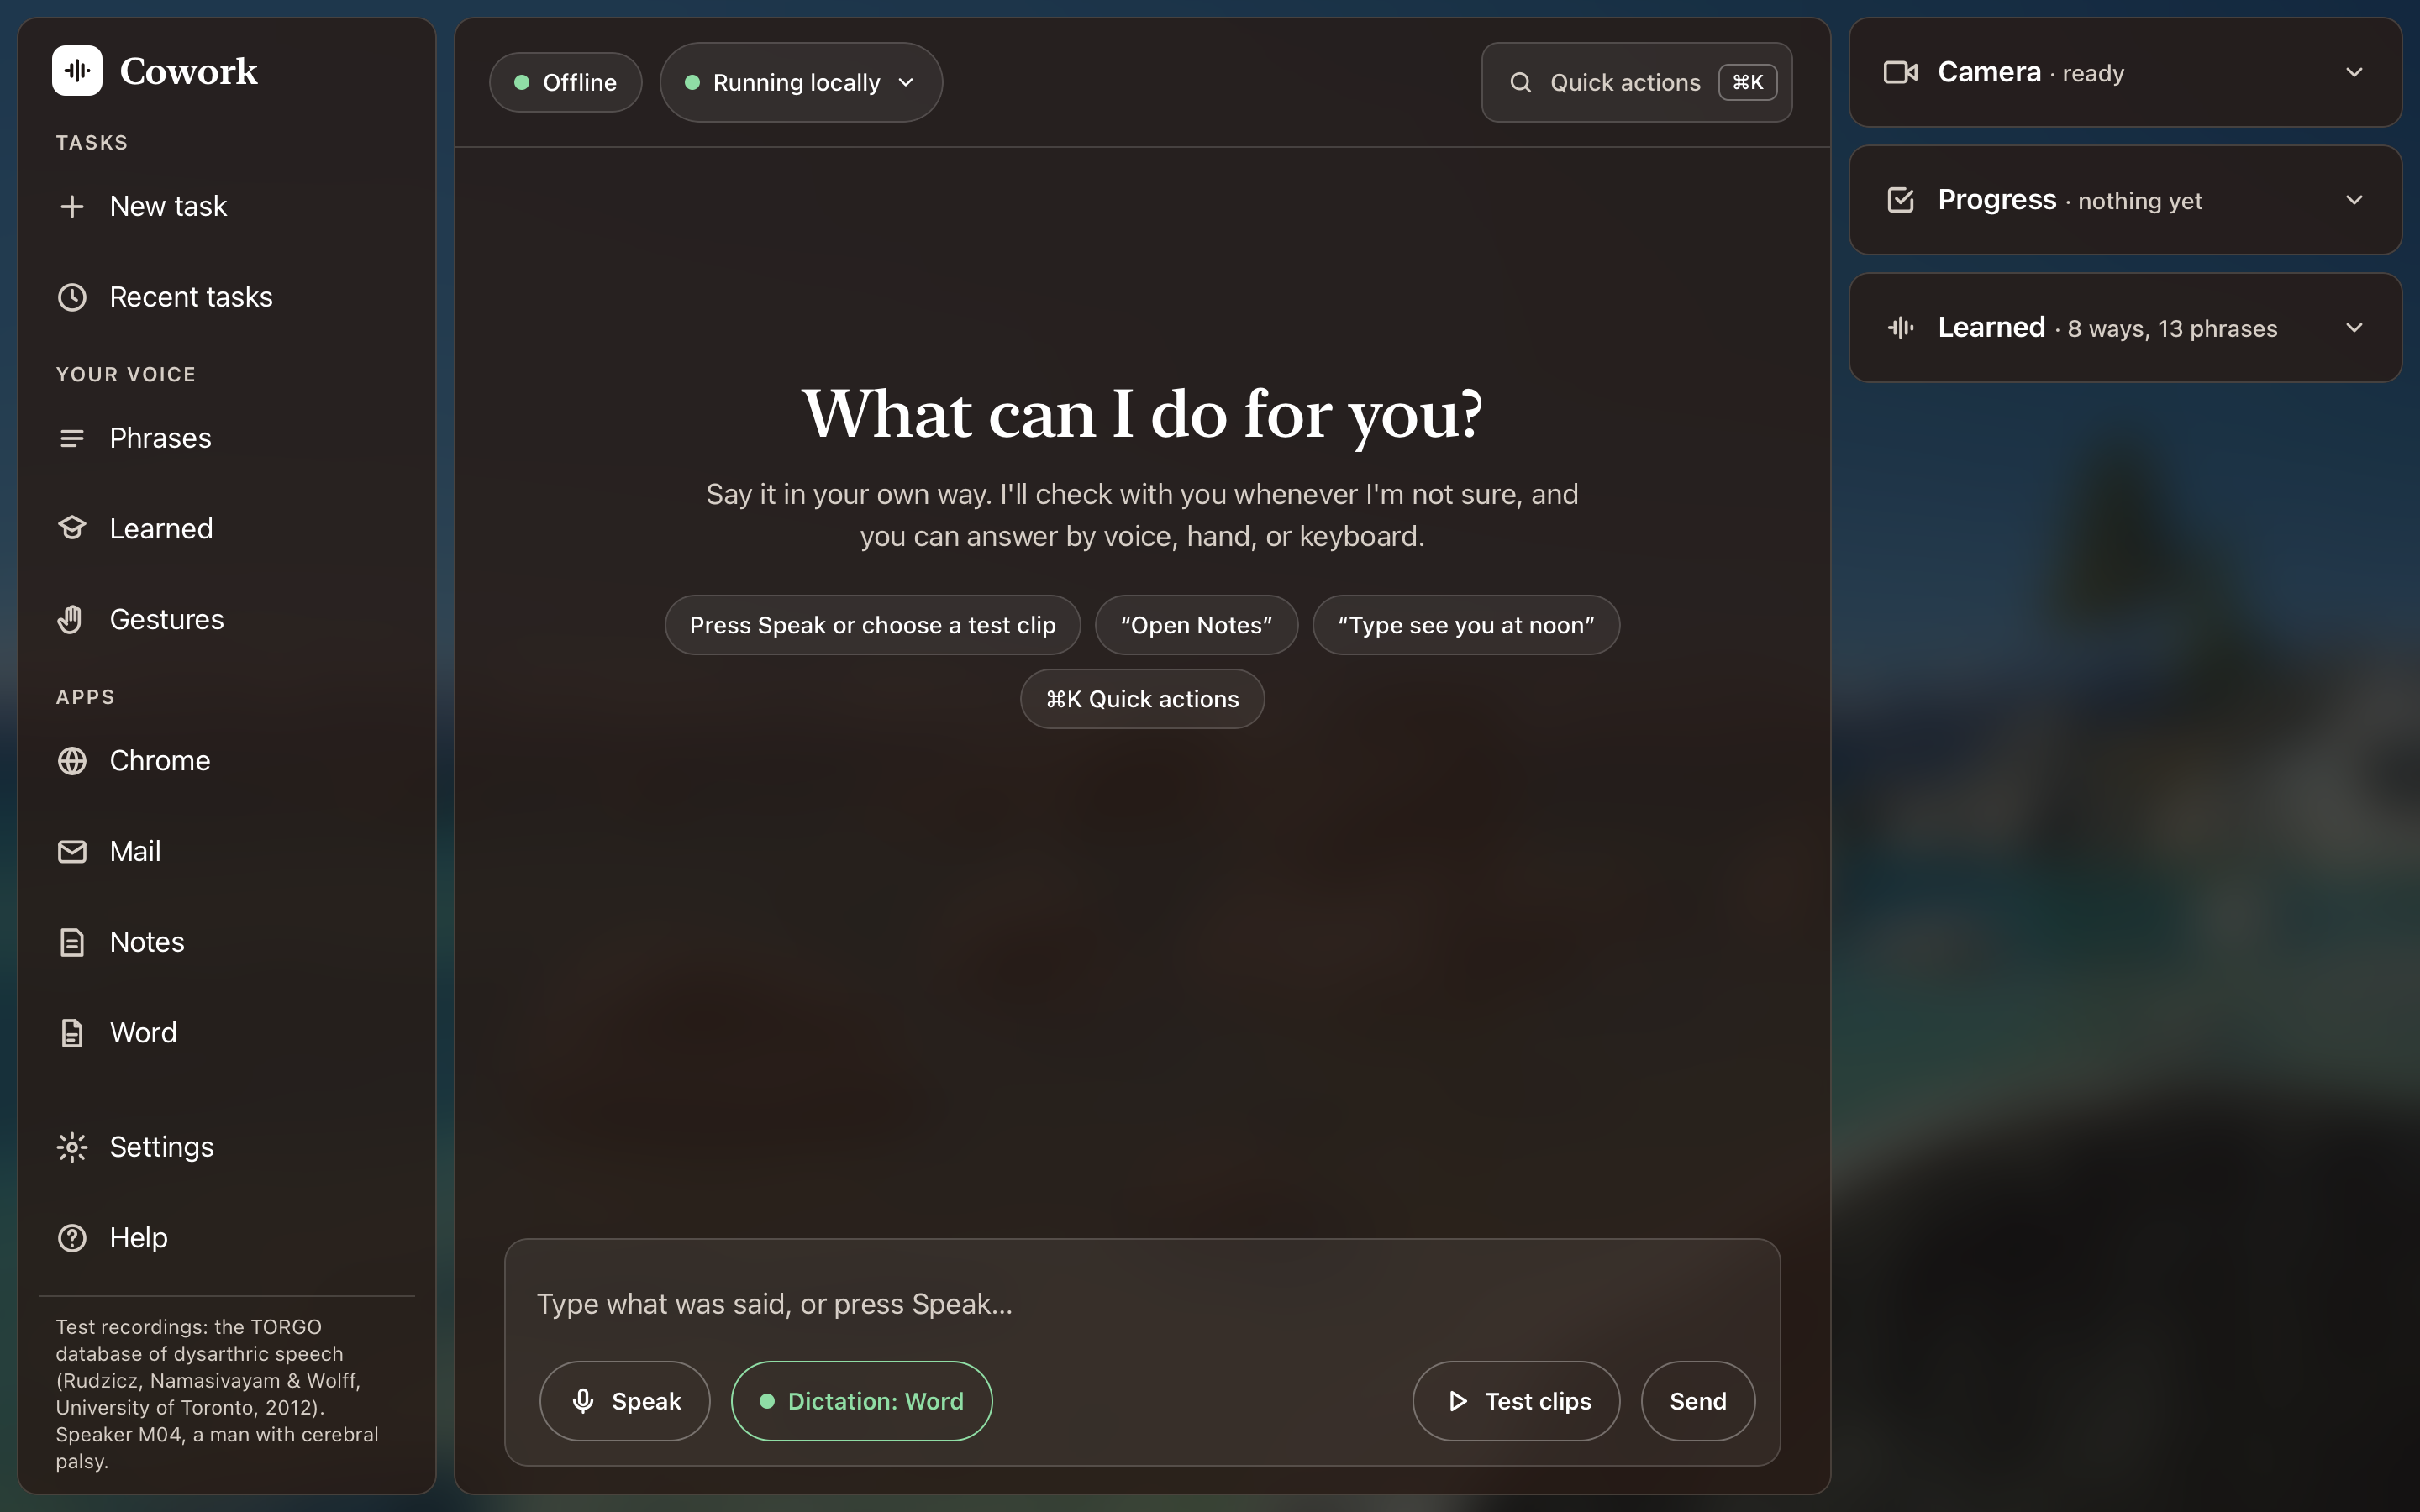 Cowork
TASKS
New task
Recent tasks
YOUR VOICE
Phrases
Learned
Gestures
APPS
Chrome
Mail
Notes
Word
Settings
Help
Test recordings: the TORGO
database of dysarthric speech
(Rudzicz, Namasivayam & Wolff,
University of Toronto, 2012).
Speaker M04, a man with cerebral
palsy.
Offline
Running locally
Quick actions ⌘K
What can I do for you?
Say it in your own way. I'll check with you whenever I'm not sure, and
you can answer by voice, hand, or keyboard.
Press Speak or choose a test clip
“Open Notes”
“Type see you at noon”
⌘K Quick actions
Type what was said, or press Speak...
Speak
Dictation: Word
Test clips
Send
Camera · ready
Progress · nothing yet
Learned · 8 ways, 13 phrases